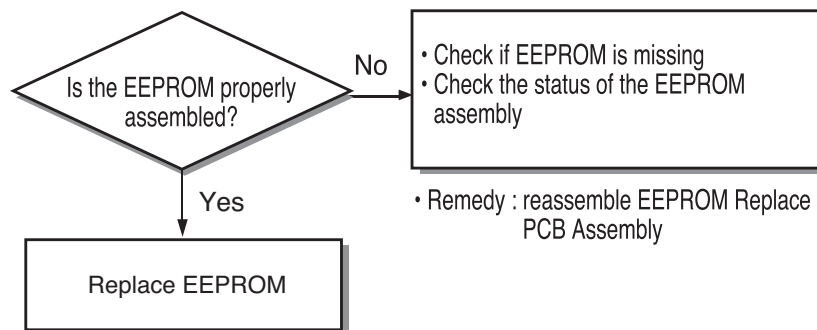 Is the EEPROM properly
assembled?
No
• Check if EEPROM is missing
• Check the status of the EEPROM
assembly
• Remedy : reassemble EEPROM Replace
PCB Assembly
Yes
Replace EEPROM